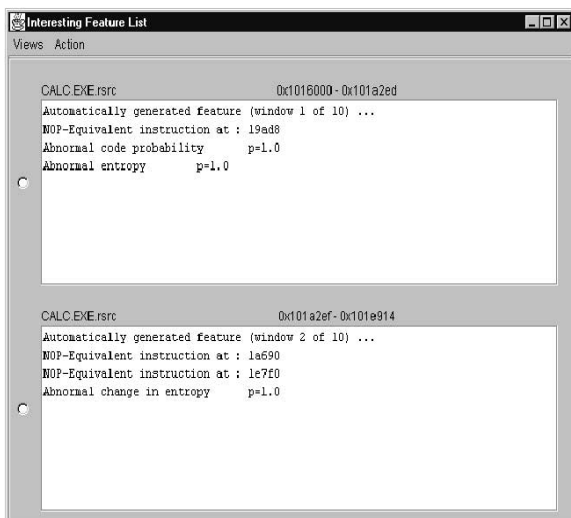 Interesting Feature List
Views Action
CALC.EXE.rsrc 0x1016000 - 0x101a2ed
Automatically generated feature (window 1 of 10) ...
NOP-Equivalent instruction at : 19ad8
Abnormal code probability p=1.0
Abnormal entropy p=1.0
CALC.EXE.rsrc 0x101a2ef - 0x101e914
Automatically generated feature (window 2 of 10) ...
NOP-Equivalent instruction at : 1a690
NOP-Equivalent instruction at : 1e7f0
Abnormal change in entropy p=1.0